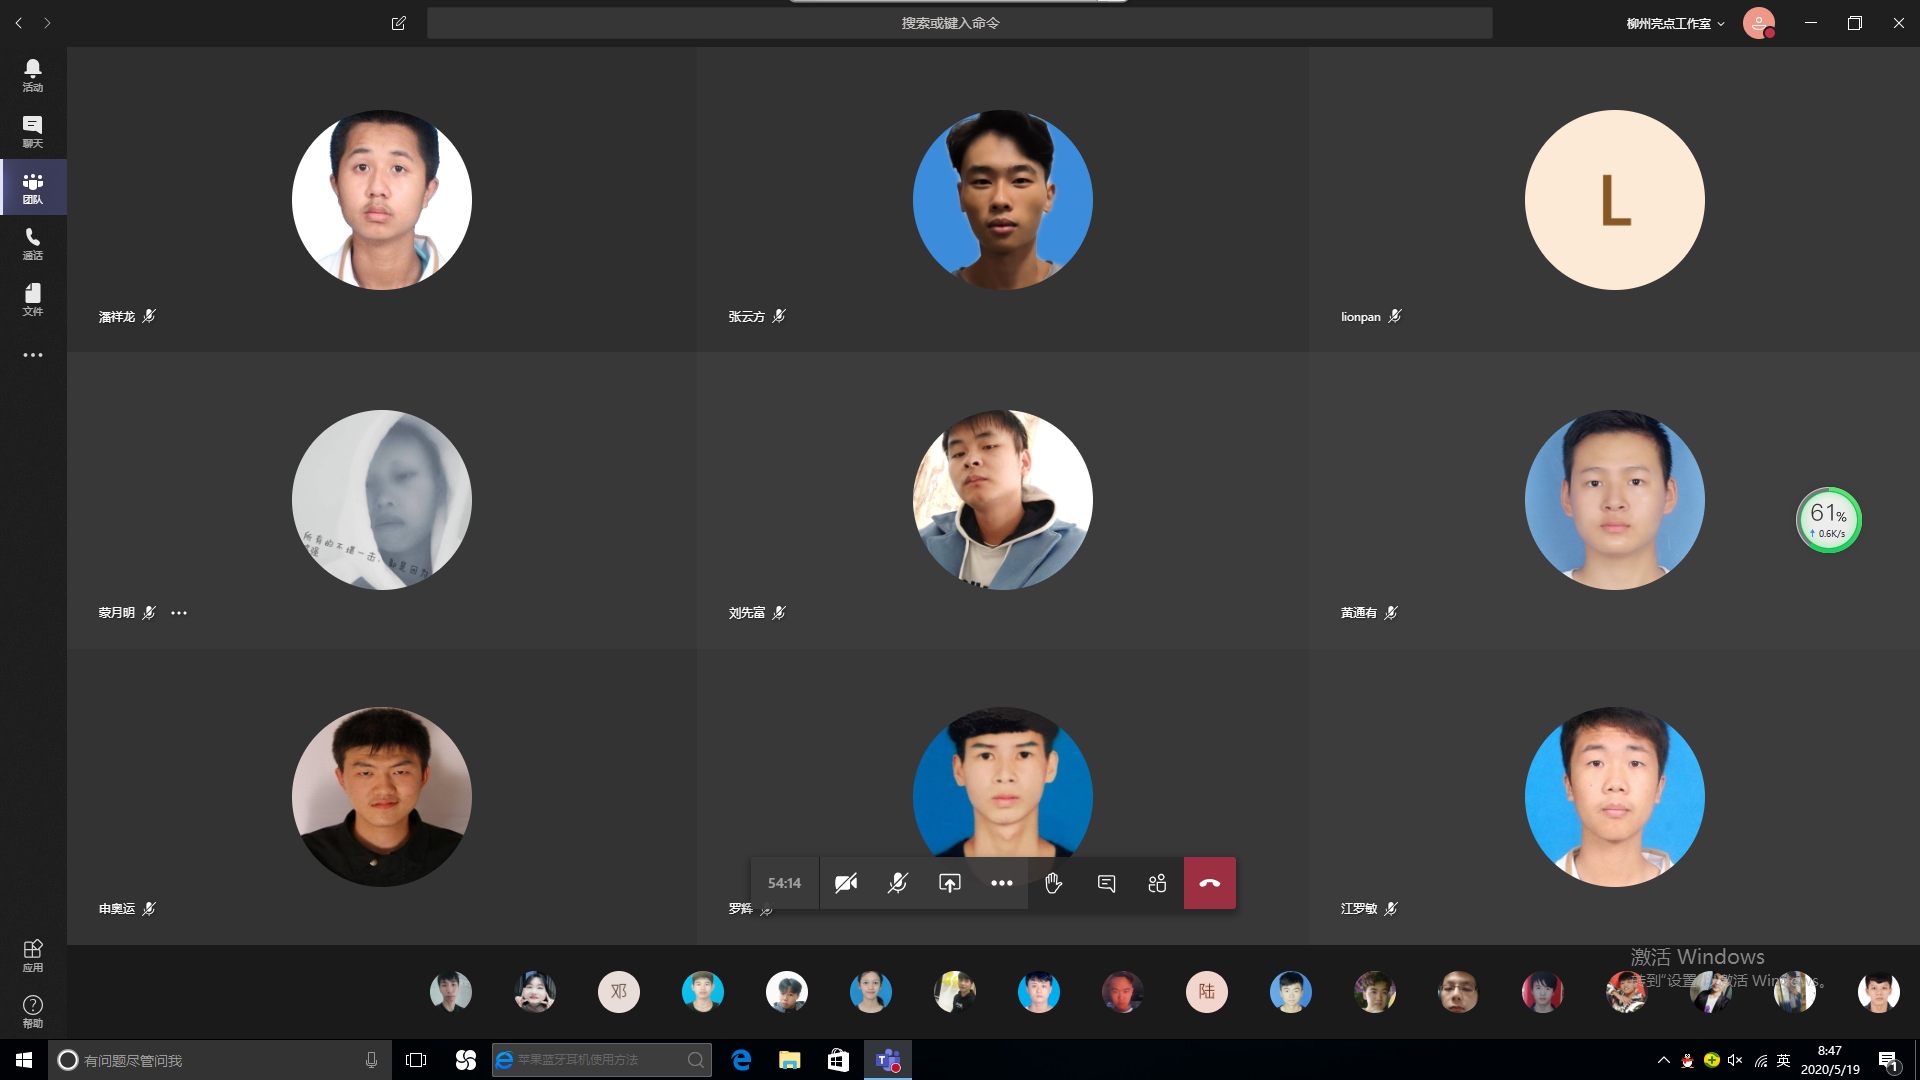 搜索或键入命令
柳州亮点工作室
活动
聊天
团队
通话
文件
潘祥龙
张云方
L
lionpan
所有的不堪一击,都是因为
蒙月明
刘先富
黄通有
61%
0.6K/s
申奥运
54:14
罗辉
江罗敏
应用
帮助
邓
陆
激活 Windows
转到"设置"以激活 Windows。
有问题尽管问我
苹果蓝牙耳机使用方法
英
8:47
2020/5/19
1